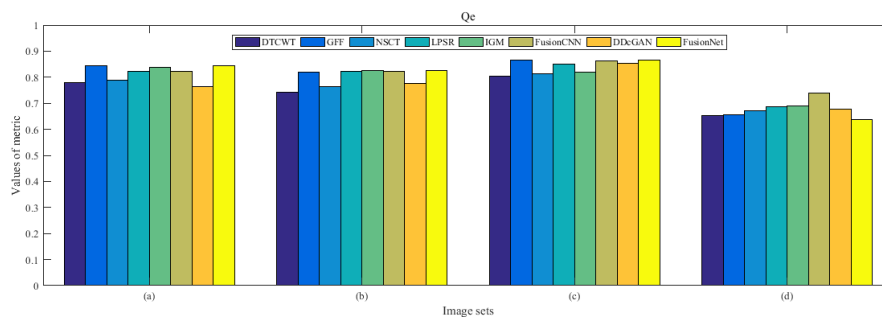 Qe
DTCWT GFF NSCT LPSR IGM FusionCNN DDcGAN FusionNet
Values of metric
1
0.9
0.8
0.7
0.6
0.5
0.4
0.3
0.2
0.1
0
(a) (b) (c) (d)
Image sets